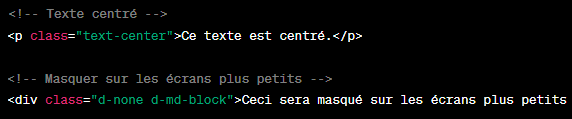 <!-- Texte centré -->
<p class="text-center">Ce texte est centré.</p>
<!-- Masquer sur les écrans plus petits -->
<div class="d-none d-md-block">Ceci sera masqué sur les écrans plus petits